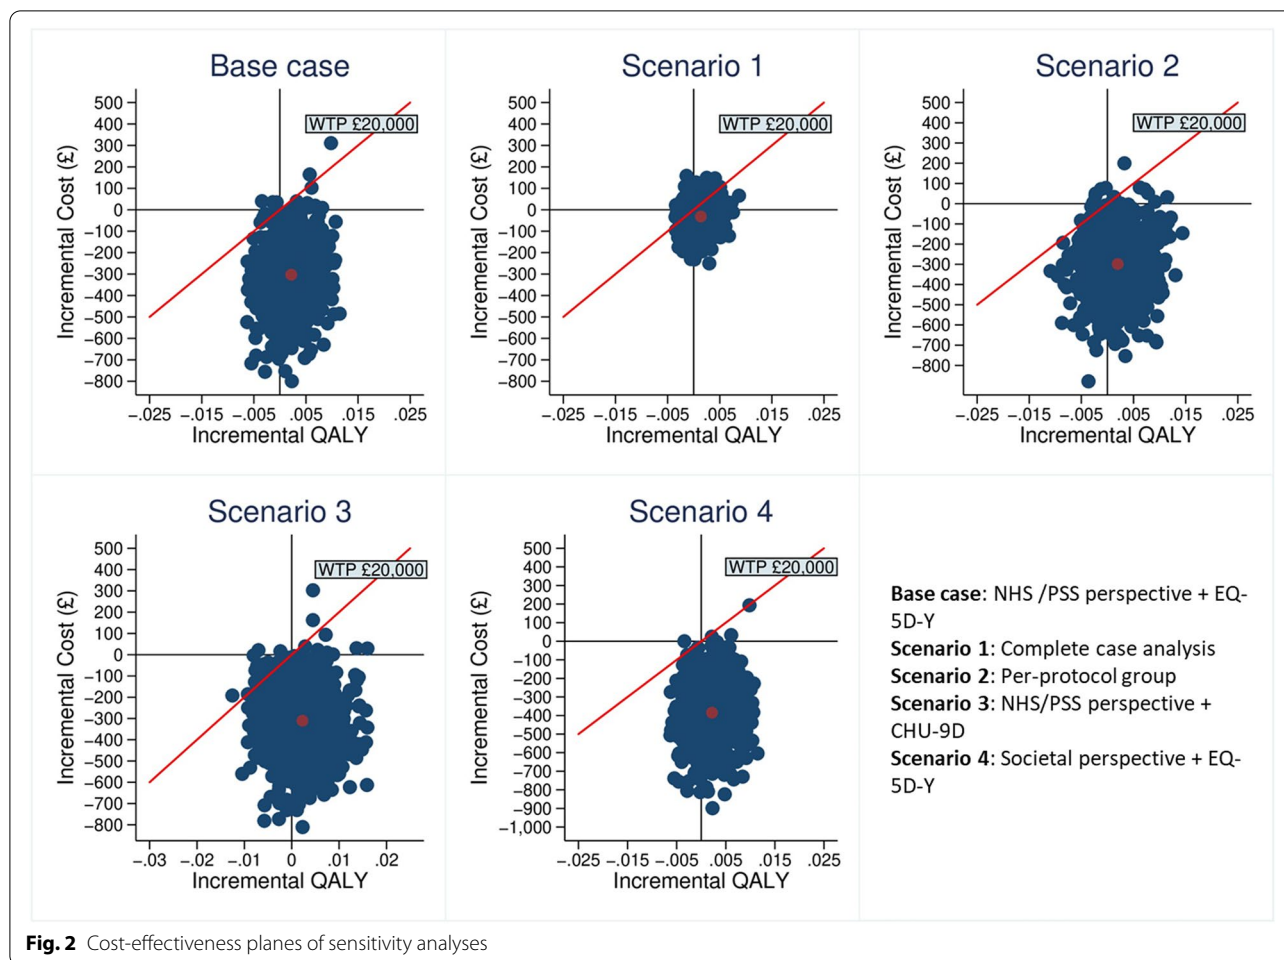 Base case
500
400
300
200
100
0
−100
−200
−300
−400
−500
−600
−700
−800
Incremental Cost (£)
WTP £20,000
−.025 −.015 −.005 .005 .015 .025
Incremental QALY
Scenario 1
500
400
300
200
100
0
−100
−200
−300
−400
−500
−600
−700
−800
Incremental Cost (£)
WTP £20,000
−.025 −.015 −.005 .005 .015 .025
Incremental QALY
Scenario 2
500
400
300
200
100
0
−100
−200
−300
−400
−500
−600
−700
−800
Incremental Cost (£)
WTP £20,000
−.025 −.015 −.005 .005 .015 .025
Incremental QALY
Scenario 3
500
400
300
200
100
0
−100
−200
−300
−400
−500
−600
−700
−800
Incremental Cost (£)
WTP £20,000
−.03 −.02 −.01 0 .01 .02
Incremental QALY
Scenario 4
500
400
300
200
100
0
−100
−200
−300
−400
−500
−600
−700
−800
−900
−1,000
Incremental Cost (£)
WTP £20,000
−.025 −.015 −.005 .005 .015 .025
Incremental QALY
Base case: NHS /PSS perspective + EQ-
5D-Y
Scenario 1: Complete case analysis
Scenario 2: Per-protocol group
Scenario 3: NHS/PSS perspective +
CHU-9D
Scenario 4: Societal perspective + EQ-
5D-Y
Fig. 2 Cost-effectiveness planes of sensitivity analyses